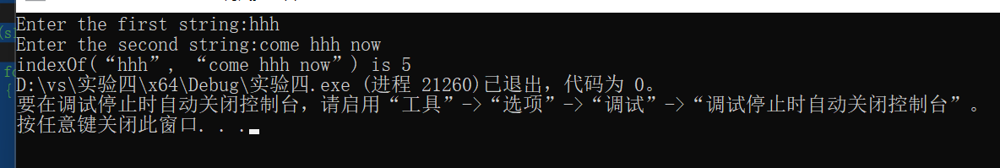 Enter the first string:hhh
Enter the second string:come hhh now
indexOf(“hhh”, “come hhh now”) is 5
D:\vs\实验四\x64\Debug\实验四.exe (进程 21260)已退出，代码为 0。
要在调试停止时自动关闭控制台，请启用“工具”->“选项”->“调试”->“调试停止时自动关闭控制台”。
按任意键关闭此窗口. . .